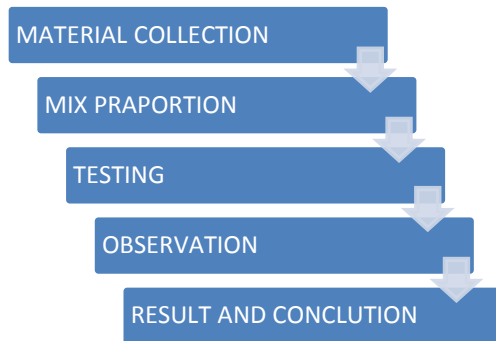 MATERIAL COLLECTION
MIX PRAPORTION
TESTING
OBSERVATION
RESULT AND CONCLUTION